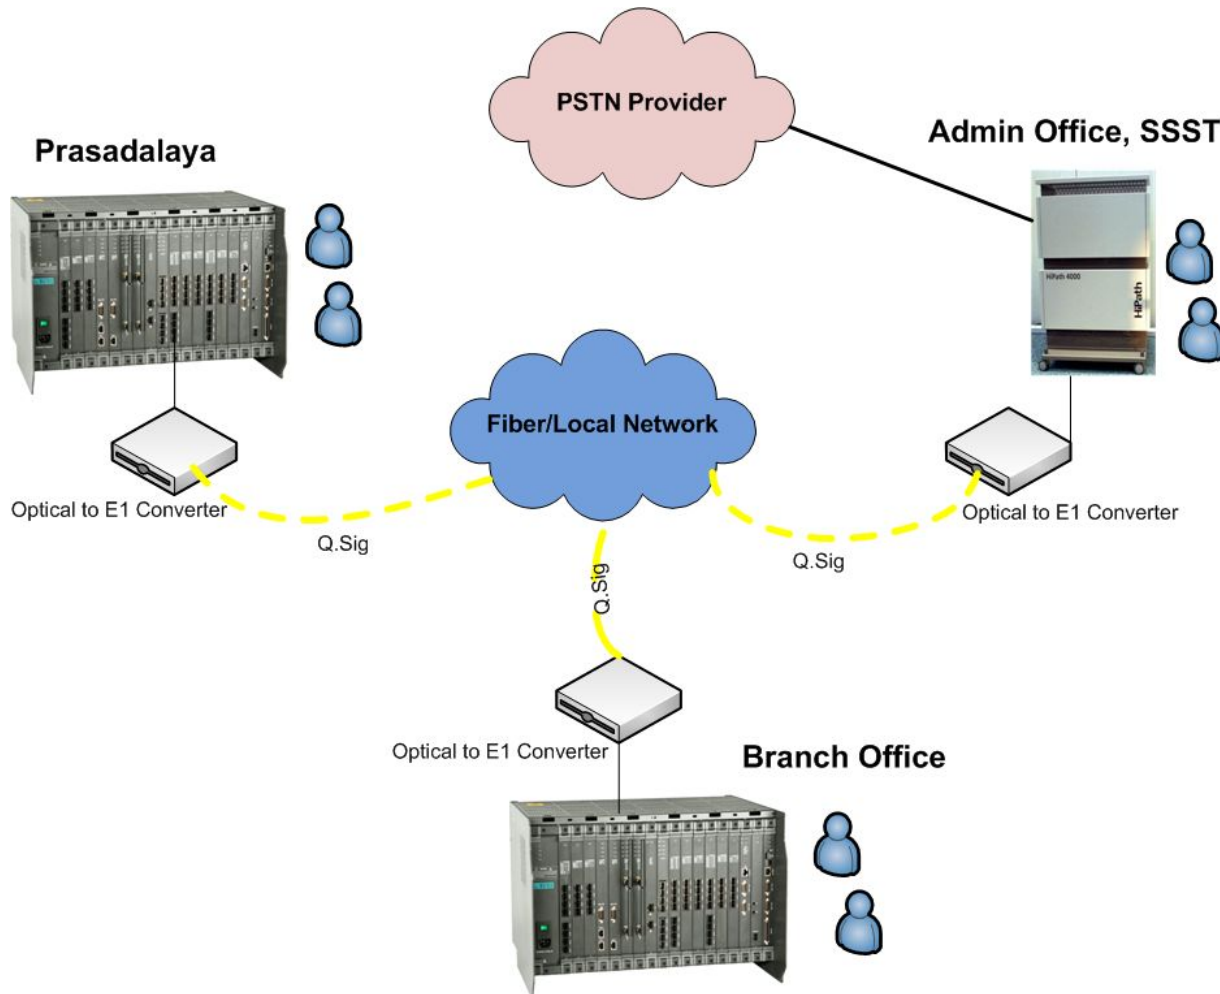 PSTN Provider
Admin Office, SSST
Prasadalaya
HiPath 4000
HiPath
Fiber/Local Network
Optical to E1 Converter
Optical to E1 Converter
Q.Sig
Q.Sig
Q.Sig
Optical to E1 Converter
Branch Office